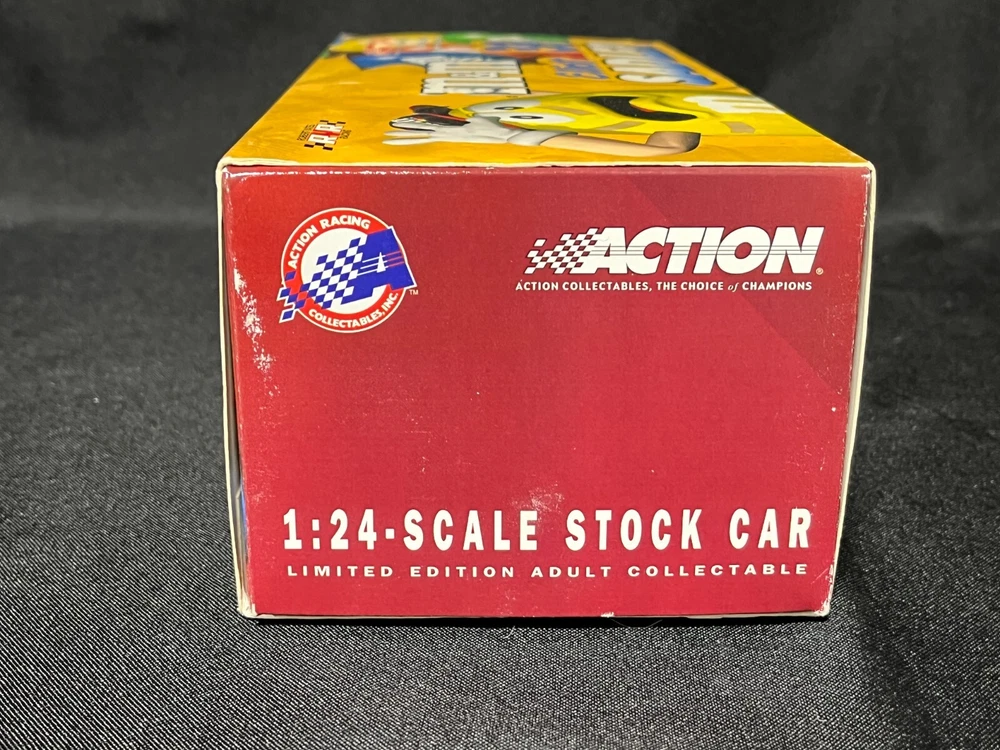 ACTION RACING
COLLECTABLES, INC.
™
ACTION®
ACTION COLLECTABLES, THE CHOICE of CHAMPIONS
1:24-SCALE STOCK CAR
LIMITED EDITION ADULT COLLECTABLE